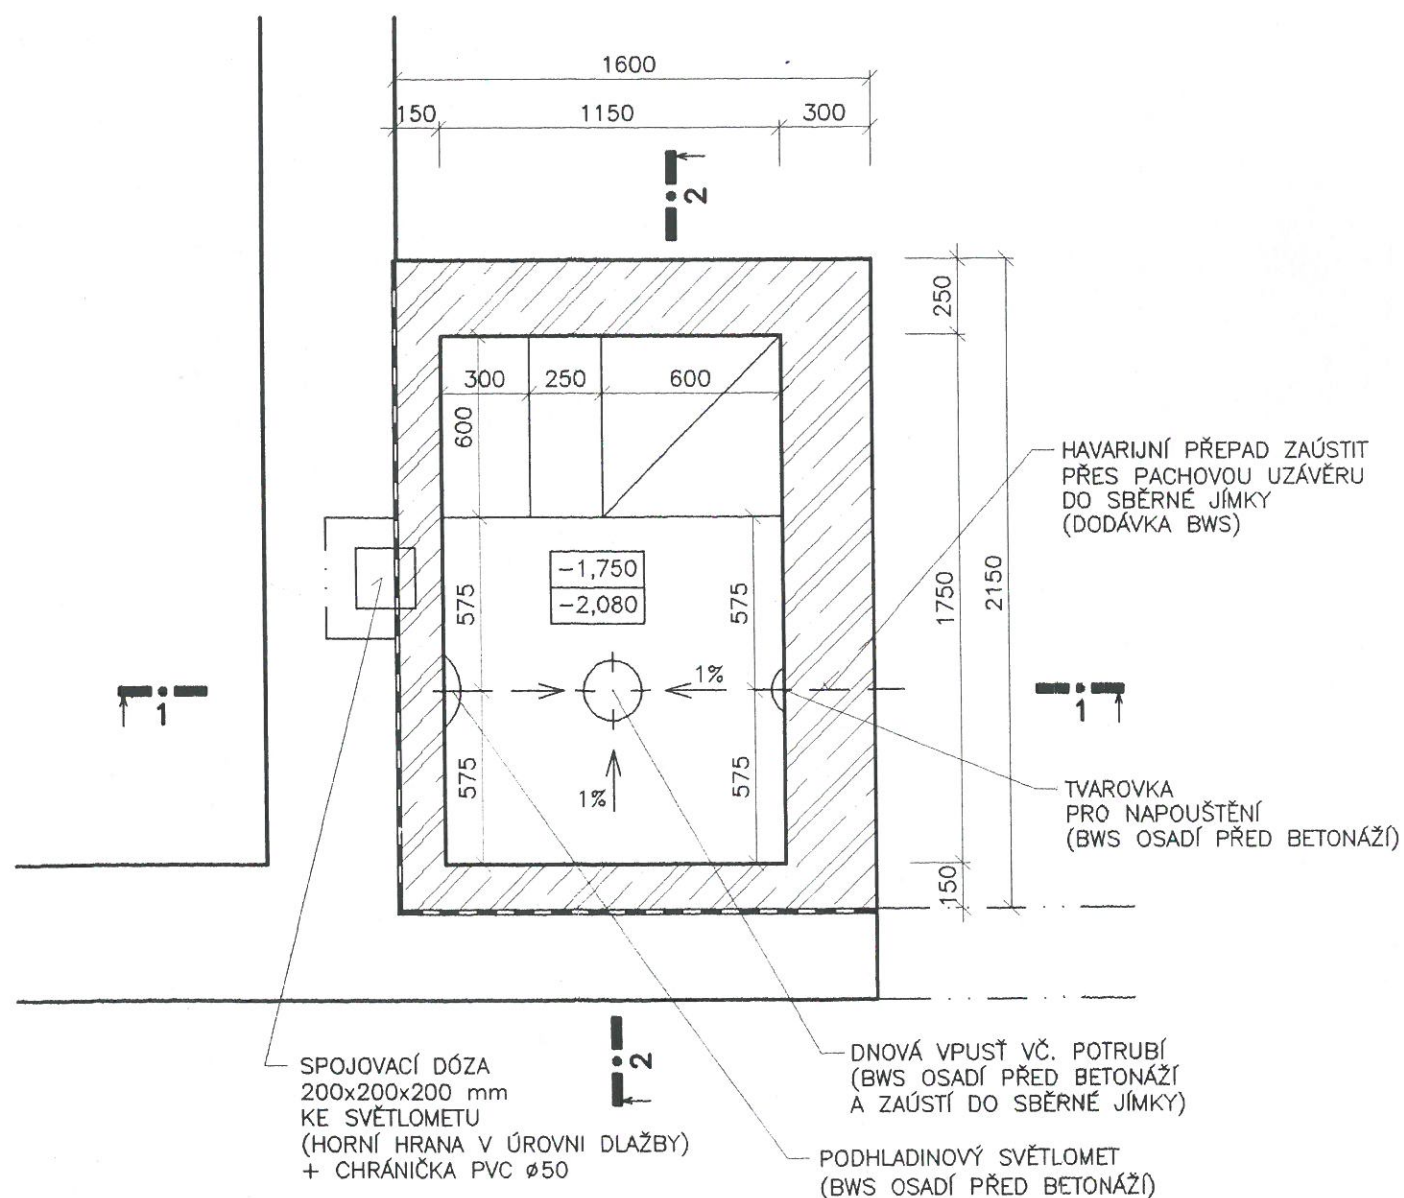 1600
150
1150
300
2
250
300
250
600
600
HAVARIJNÍ PŘEPAD ZAÚSTIT
PŘES PACHOVOU UZÁVĚRU
DO SBĚRNÉ JÍMKY
(DODÁVKA BWS)
-1,750
-2,080
575
575
1750
2150
1%
1
1
575
1%
575
TVAROVKA
PRO NAPOUŠTĚNÍ
(BWS OSADÍ PŘED BETONÁŽÍ)
150
SPOJOVACÍ DÓZA
200x200x200 mm
KE SVĚTLOMETU
(HORNÍ HRANA V ÚROVNI DLAŽBY)
+ CHRÁNIČKA PVC ø50
2
DNOVÁ VPUSŤ VČ. POTRUBÍ
(BWS OSADÍ PŘED BETONÁŽÍ
A ZAÚSTÍ DO SBĚRNÉ JÍMKY)
PODHLADINOVÝ SVĚTLOMET
(BWS OSADÍ PŘED BETONÁŽÍ)